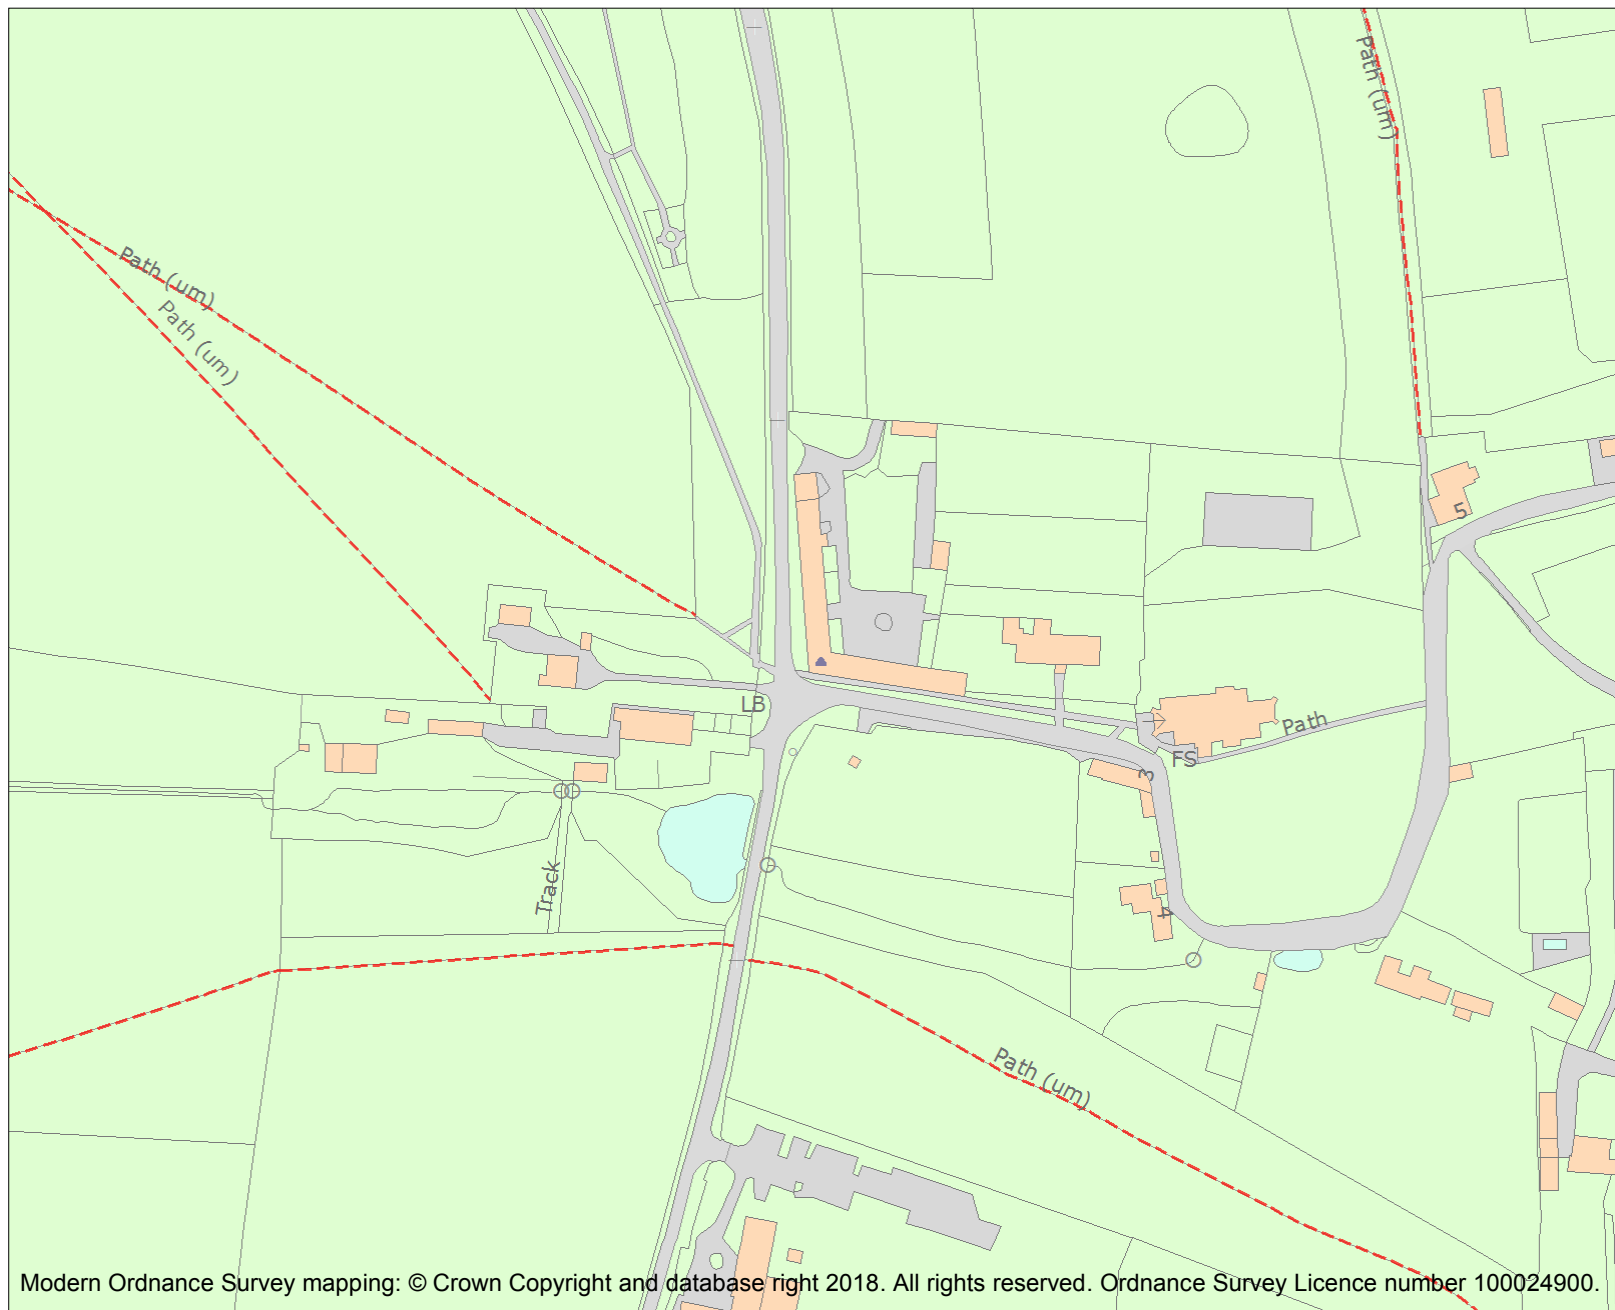 Path (um)
Path (um)
Path (um)
5
LB
Path
FS
3
Track
4
Path (um)
Modern Ordnance Survey mapping: © Crown Copyright and database right 2018. All rights reserved. Ordnance Survey Licence number 100024900.